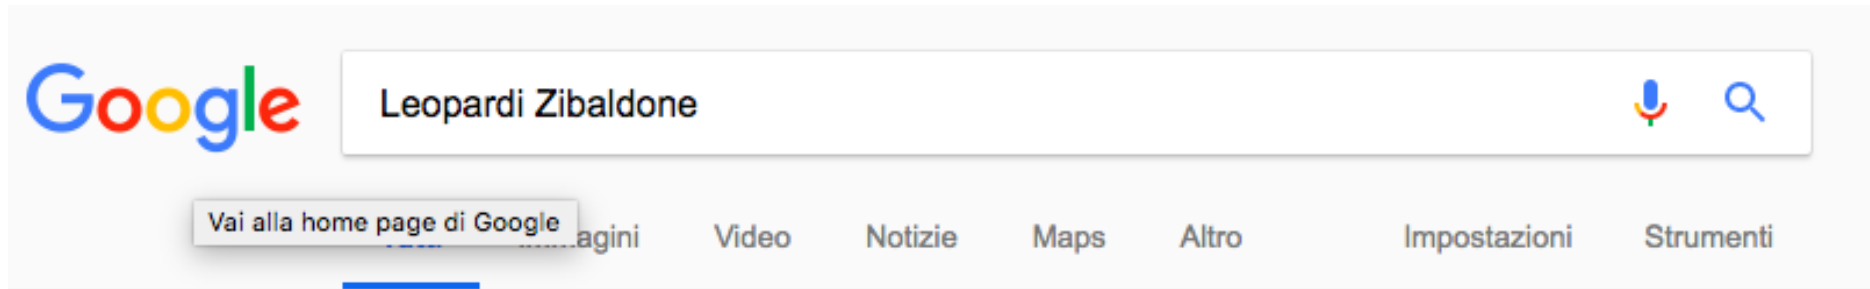 Google
Leopardi Zibaldone
Vai alla home page di Google
Video Notizie Maps Altro Impostazioni Strumenti